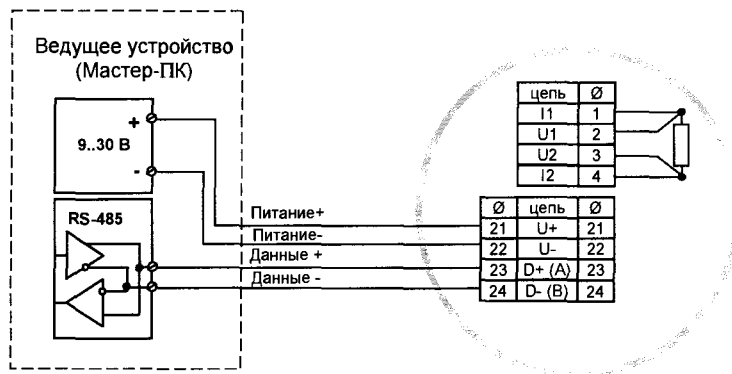 Ведущее устройство
(Мастер-ПК)
+
9..30 В
-
RS-485
Питание+
Питание-
Данные +
Данные -
цепь Ø
I1 1
U1 2
U2 3
I2 4
Ø цепь Ø
21 U+ 21
22 U- 22
23 D+ (A) 23
24 D- (B) 24